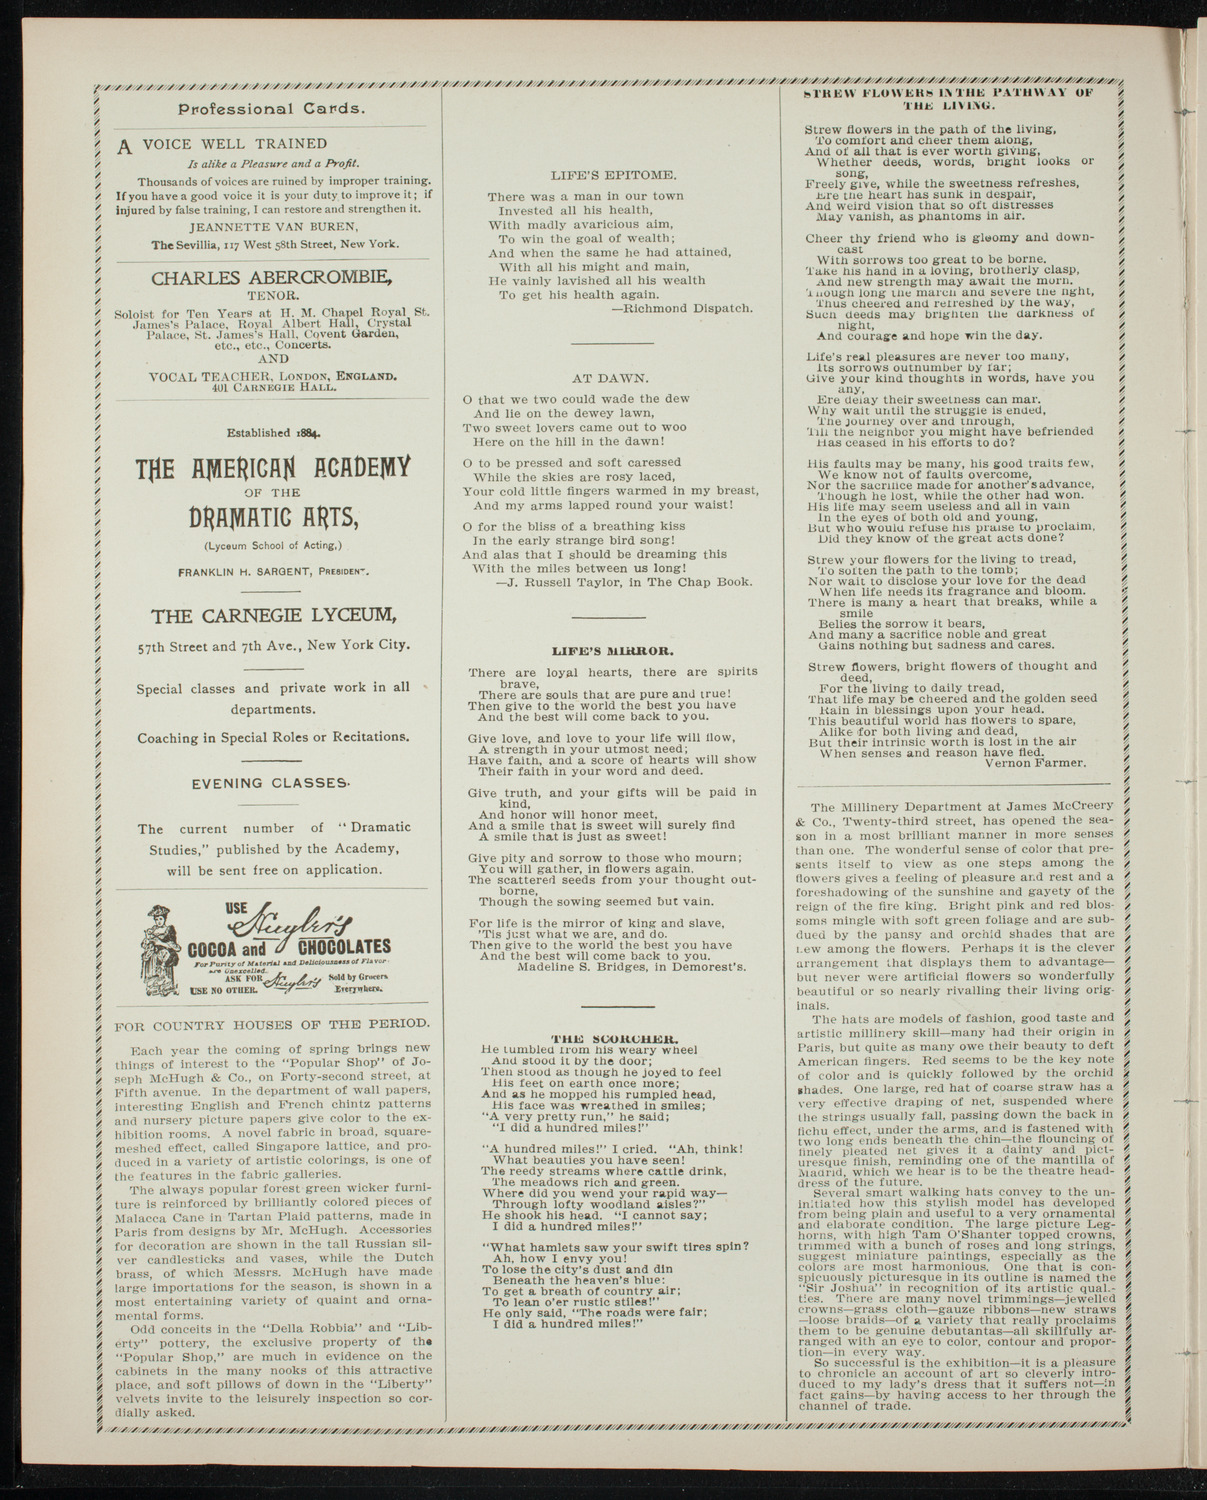 Professional Cards.
A VOICE WELL TRAINED
Is alike a Pleasure and a Profit.
Thousands of voices are ruined by improper training.
If you have a good voice it is your duty to improve it; if
injured by false training, I can restore and strengthen it.
JEANNETTE VAN BUREN,
The Sevillia, 117 West 58th Street, New York.
CHARLES ABERCROMBIE,
TENOR.
Soloist for Ten Years at H. M. Chapel Royal St.
James's Palace, Royal Albert Hall, Crystal
Palace, St. James's Hall, Covent Garden,
etc., etc., Concerts.
AND
VOCAL TEACHER, LONDON, ENGLAND.
401 CARNEGIE HALL.
Established 1884.
THE AMERICAN ACADEMY
OF THE
DRAMATIC ARTS,
(Lyceum School of Acting.)
FRANKLIN H. SARGENT, PRESIDENT.
THE CARNEGIE LYCEUM,
57th Street and 7th Ave., New York City.
Special classes and private work in all
departments.
Coaching in Special Roles or Recitations.
EVENING CLASSES.
The current number of "Dramatic
Studies," published by the Academy,
will be sent free on application.
USE Huyler's
COCOA and CHOCOLATES
For Purity of Material and Deliciousness of Flavor
are Unexcelled.
ASK FOR Huyler's Sold by Grocers
USE NO OTHER. Everywhere.
FOR COUNTRY HOUSES OF THE PERIOD.
Each year the coming of spring brings new
things of interest to the "Popular Shop" of Jo-
seph McHugh & Co., on Forty-second street, at
Fifth avenue. In the department of wall papers,
interesting English and French chintz patterns
and nursery picture papers give color to the ex-
hibition rooms. A novel fabric in broad, square-
meshed effect, called Singapore lattice, and pro-
duced in a variety of artistic colorings, is one of
the features in the fabric galleries.
The always popular forest-green wicker furni-
ture is reinforced by brilliantly colored pieces of
Malacca Cane in Tartan Plaid patterns, made in
Paris from designs by Mr. McHugh. Accessories
for decoration are shown in the tall Russian sil-
ver candlesticks and vases, while the Dutch
brass, of which Messrs. McHugh have made
large importations for the season, is shown in a
most entertaining variety of quaint and orna-
mental forms.
Odd conceits in the "Della Robbia" and "Lib-
erty" pottery, the exclusive property of the
"Popular Shop," are much in evidence on the
cabinets in the many nooks of this attractive
place, and soft pillows of down in the "Liberty"
velvets invite to the leisurely inspection so cor-
dially asked.
LIFE'S EPITOME.
There was a man in our town
Invested all his health,
With madly avaricious aim,
To win the goal of wealth;
And when the same he had attained,
With all his might and main,
He vainly lavished all his wealth
To get his health again.
—Richmond Dispatch.
AT DAWN.
O that we two could wade the dew
And lie on the dewey lawn,
Two sweet lovers came out to woo
Here on the hill in the dawn!
O to be pressed and soft caressed
While the skies are rosy laced,
Your cold little fingers warmed in my breast,
And my arms lapped round your waist!
O for the bliss of a breathing kiss
In the early strange bird song!
And alas that I should be dreaming this
With the miles between us long!
—J. Russell Taylor, in The Chap Book.
LIFE'S MIRROR.
There are loyal hearts, there are spirits
brave,
There are souls that are pure and true!
Then give to the world the best you have
And the best will come back to you.
Give love, and love to your life will flow,
A strength in your utmost need;
Have faith, and a score of hearts will show
Their faith in your word and deed.
Give truth, and your gifts will be paid in
kind,
And honor will honor meet,
And a smile that is sweet will surely find
A smile that is just as sweet!
Give pity and sorrow to those who mourn;
You will gather, in flowers again,
The scattered seeds from your thought out-
borne,
Though the sowing seemed but vain.
For life is the mirror of king and slave,
'Tis just what we are, and do.
Then give to the world the best you have
And the best will come back to you.
Madeline S. Bridges, in Demorest's.
THE SCORCHER.
He tumbled from his weary wheel
And stood it by the door;
Then stood as though he joyed to feel
His feet on earth once more;
And as he mopped his rumpled head,
His face was wreathed in smiles;
"A very pretty run," he said;
"I did a hundred miles!"
"A hundred miles!" I cried. "Ah, think!
What beauties you have seen!
The reedy streams where cattle drink,
The meadows rich and green.
Where did you wend your rapid way—
Through lofty woodland aisles?"
He shook his head. "I cannot say;
I did a hundred miles!"
"What hamlets saw your swift tires spin?
Ah, how I envy you!
To lose the city's dust and din
Beneath the heaven's blue:
To get a breath of country air;
To lean o'er rustic stiles!"
He only said, "The roads were fair;
I did a hundred miles!"
STREW FLOWERS IN THE PATHWAY OF
THE LIVING.
Strew flowers in the path of the living,
To comfort and cheer them along,
And of all that is ever worth giving,
Whether deeds, words, bright looks or
song,
Freely give, while the sweetness refreshes,
Ere the heart has sunk in despair,
And weird vision that so oft distresses
May vanish, as phantoms in air.
Cheer thy friend who is gloomy and down-
cast
With sorrows too great to be borne.
Take his hand in a loving, brotherly clasp,
And new strength may await the morn.
Though long the march and severe the fight,
Thus cheered and refreshed by the way,
Such deeds may brighten the darkness of
night,
And courage and hope win the day.
Life's real pleasures are never too many,
Its sorrows outnumber by far;
Give your kind thoughts in words, have you
any,
Ere delay their sweetness can mar.
Why wait until the struggle is ended,
The journey over and through,
Till the neighbor you might have befriended
Has ceased in his efforts to do?
His faults may be many, his good traits few,
We know not of faults overcome,
Nor the sacrifice made for another's advance,
Though he lost, while the other had won.
His life may seem useless and all in vain
In the eyes of both old and young,
But who would refuse his praise to proclaim,
Did they know of the great acts done?
Strew your flowers for the living to tread,
To soften the path to the tomb;
Nor wait to disclose your love for the dead
When life needs its fragrance and bloom.
There is many a heart that breaks, while a
smile
Belies the sorrow it bears,
And many a sacrifice noble and great
Gains nothing but sadness and cares.
Strew flowers, bright flowers of thought and
deed,
For the living to daily tread,
That life may be cheered and the golden seed
Rain in blessings upon your head.
This beautiful world has flowers to spare,
Alike for both living and dead,
But their intrinsic worth is lost in the air
When senses and reason have fled.
Vernon Farmer.
The Millinery Department at James McCreery
& Co., Twenty-third street, has opened the sea-
son in a most brilliant manner in more senses
than one. The wonderful sense of color that pre-
sents itself to view as one steps among the
flowers gives a feeling of pleasure and rest and a
foreshadowing of the sunshine and gayety of the
reign of the fire king. Bright pink and red blos-
soms mingle with soft green foliage and are sub-
dued by the pansy and orchid shades that are
new among the flowers. Perhaps it is the clever
arrangement that displays them to advantage—
but never were artificial flowers so wonderfully
beautiful or so nearly rivalling their living orig-
inals.
The hats are models of fashion, good taste and
artistic millinery skill—many had their origin in
Paris, but quite as many owe their beauty to deft
American fingers. Red seems to be the key note
of color and is quickly followed by the orchid
shades. One large, red hat of coarse straw has a
very effective draping of net, suspended where
the strings usually fall, passing down the back in
fichu effect, under the arms, and is fastened with
two long ends beneath the chin—the flouncing of
finely pleated net gives it a dainty and pict-
uresque finish, reminding one of the mantilla of
Madrid, which we hear is to be the theatre head-
dress of the future.
Several smart walking hats convey to the un-
initiated how this stylish model has developed
from being plain and useful to a very ornamental
and elaborate condition. The large picture Leg-
horns, with high Tam O'Shanter topped crowns,
trimmed with a bunch of roses and long strings,
suggest miniature paintings, especially as the
colors are most harmonious. One that is con-
spicuously picturesque in its outline is named the
"Sir Joshua" in recognition of its artistic quali-
ties. There are many novel trimmings—jewelled
crowns—grass cloth—gauze ribbons—new straws
—loose braids—of a variety that really proclaims
them to be genuine debutantas—all skillfully ar-
ranged with an eye to color, contour and propor-
tion—in every way.
So successful is the exhibition—it is a pleasure
to chronicle an account of art so cleverly intro-
duced to my lady's dress that it suffers not—in
fact gains—by having access to her through the
channel of trade.